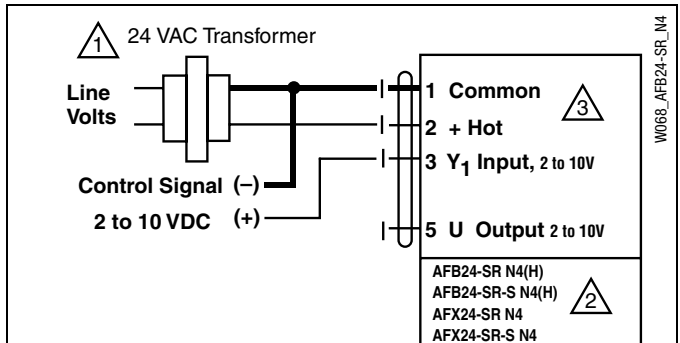 1 24 VAC Transformer
Line
Volts
Control Signal (–)
2 to 10 VDC (+)
1 Common
3
2 + Hot
3 Y1 Input, 2 to 10V
5 U Output 2 to 10V
AFB24-SR N4(H)
AFB24-SR-S N4(H)
AFX24-SR N4
AFX24-SR-S N4
2
W068_AFB24-SR_N4